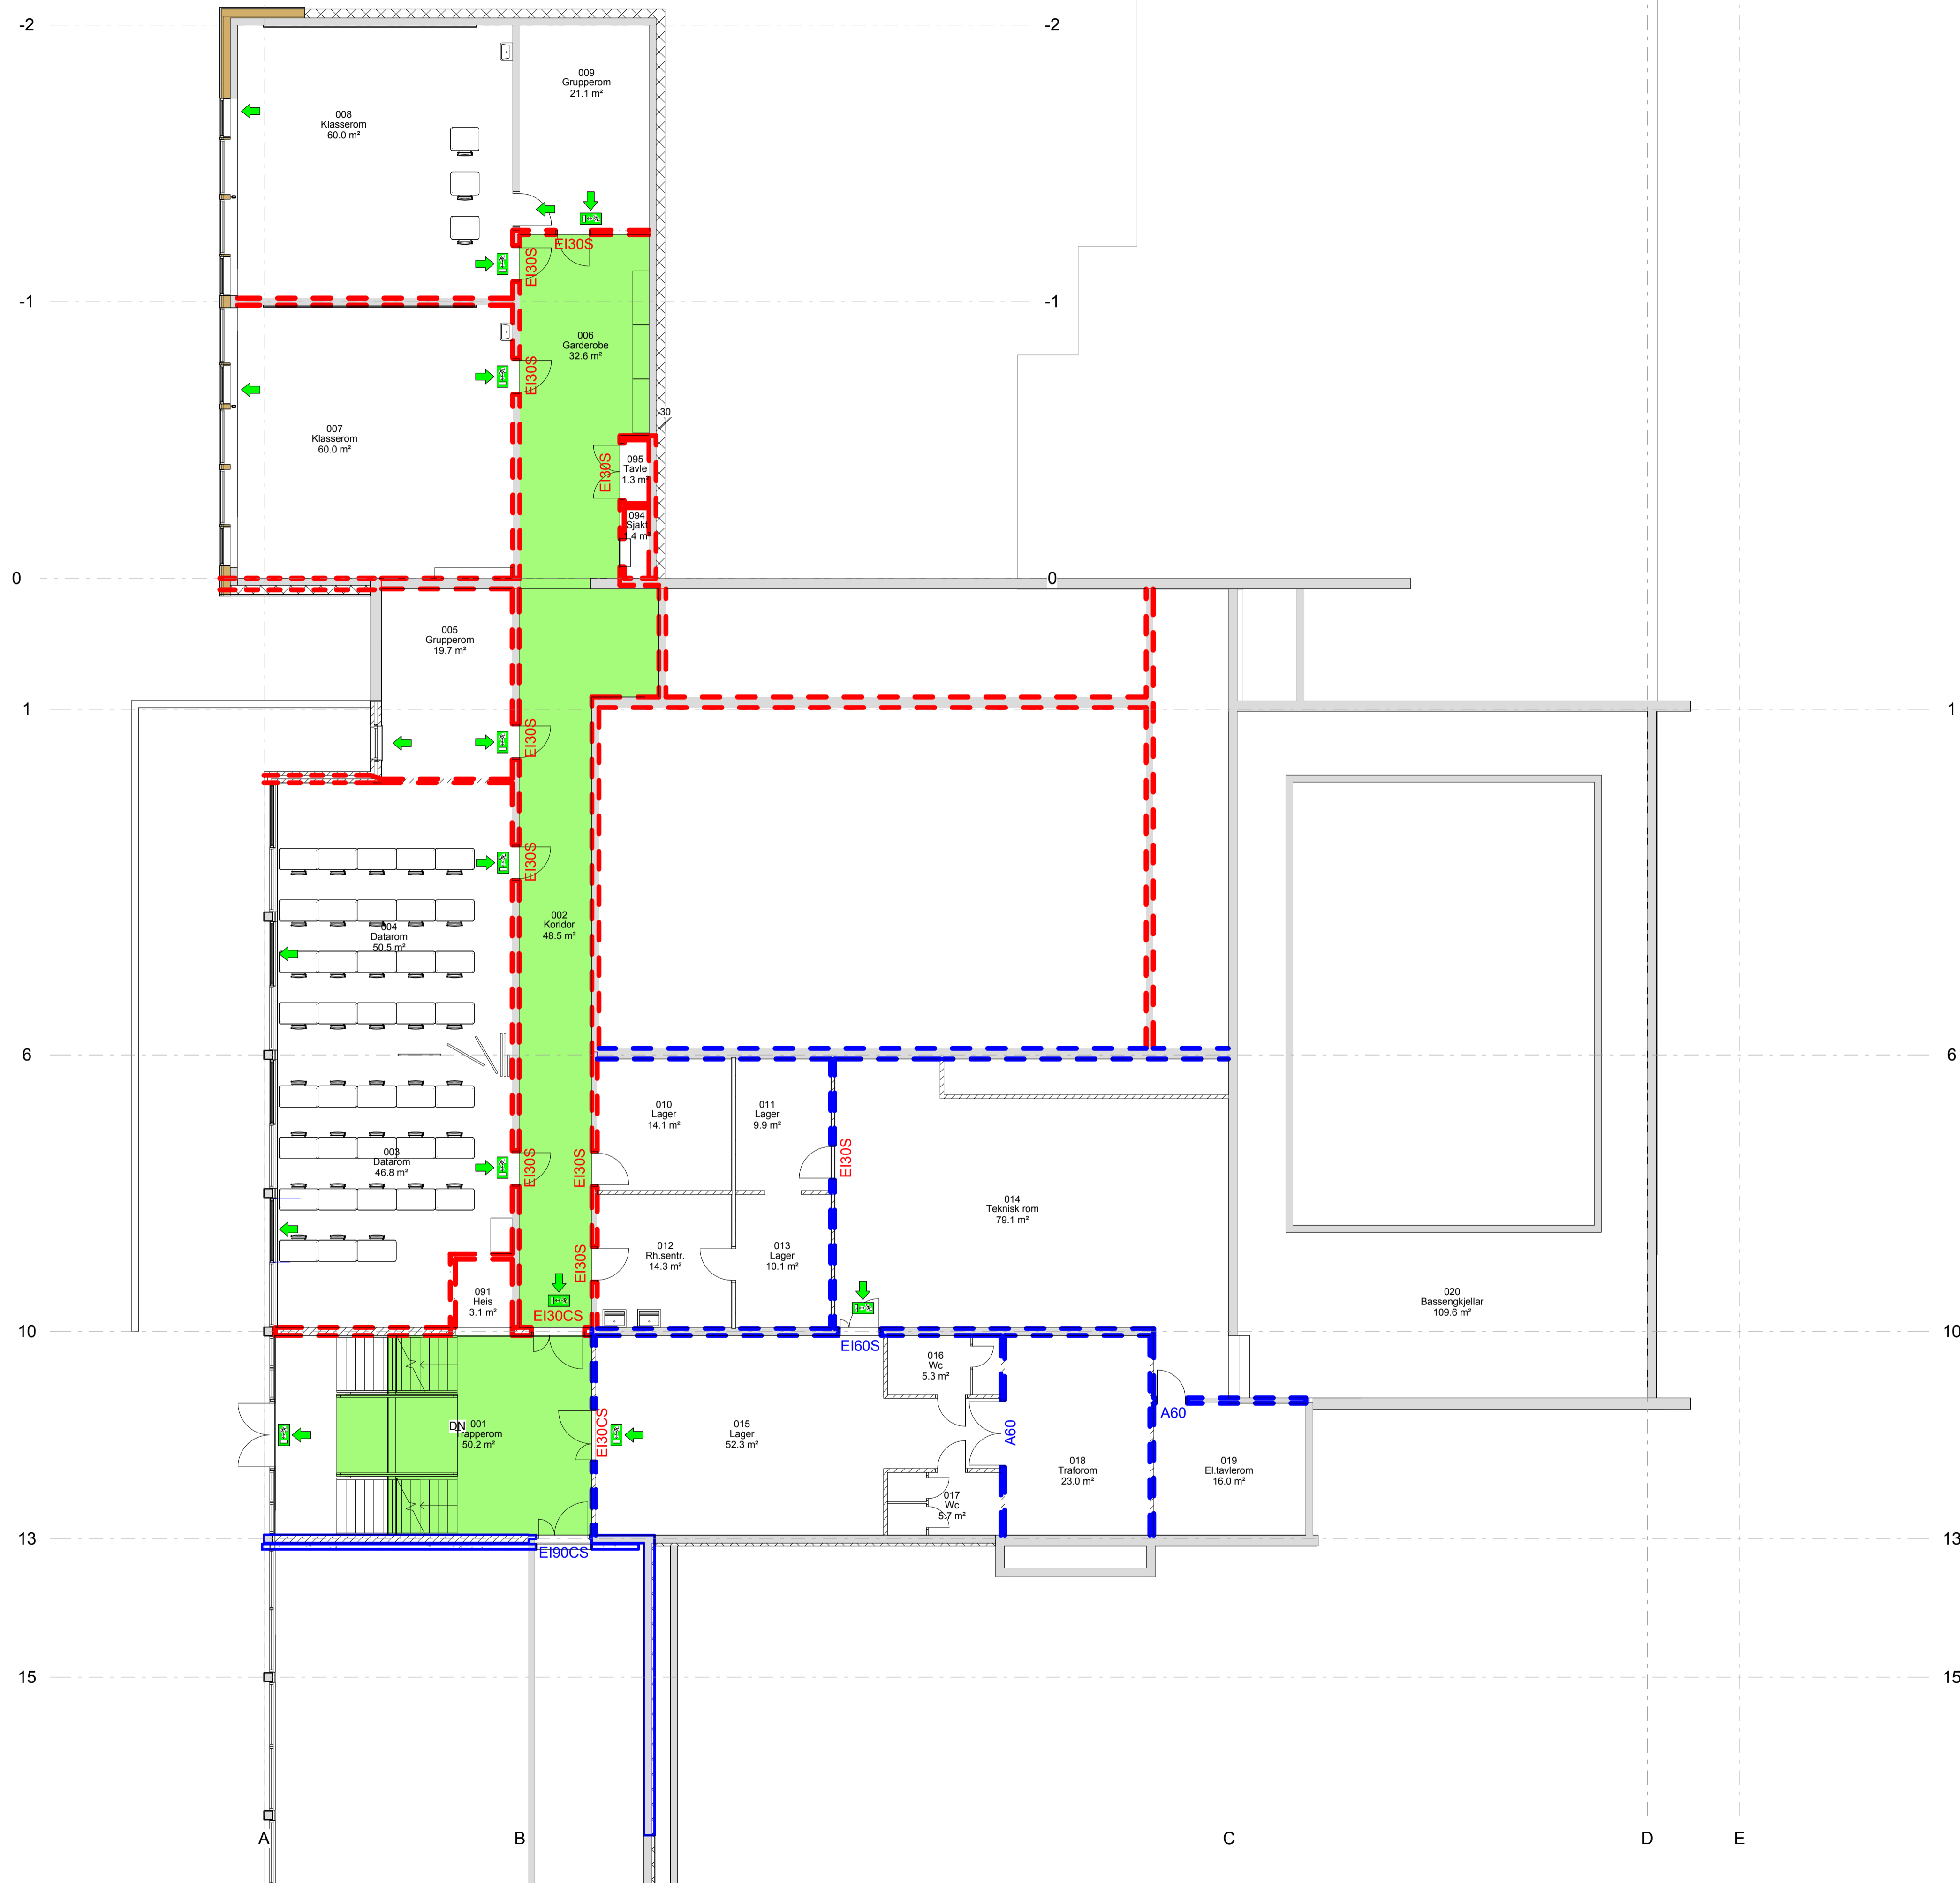 -2
-2
009
Grupperom
21.1 m²
008
Klasserom
60.0 m²
EI30S
EI30S
-1
-1
006
Garderobe
32.6 m²
EI30S
30
007
Klasserom
60.0 m²
095
Tavle
1.3 m²
EI30S
094
Sjakt
1.4 m
0
0
005
Grupperom
19.7 m²
1
1
EI30S
EI30S
002
Koridor
48.5 m²
004
Datarom
50.5 m²
6
6
010
Lager
14.1 m²
011
Lager
9.9 m²
003
Datarom
46.8 m²
EI30S
EI30S
EI30S
014
Teknisk rom
79.1 m²
012
Rh.sentr.
14.3 m²
013
Lager
10.1 m²
EI30S
091
Heis
3.1 m²
020
Bassengkjellar
109.6 m²
EI30CS
10
10
EI60S
016
Wc
5.3 m²
A60
DN
001
Trapperom
50.2 m²
EI30CS
015
Lager
52.3 m²
A60
018
Traforom
23.0 m²
019
El.tavlerom
16.0 m²
017
Wc
5.7 m²
13
13
EI90CS
15
15
A
B
C
D
E